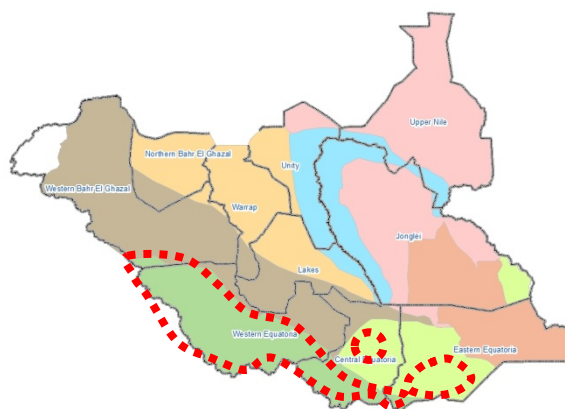 Upper Nile
Northern Bahr El Ghazal
Unity
Western Bahr El Ghazal
Warrap
Jonglei
Lakes
Western Equatoria
Central Equatoria
Eastern Equatoria